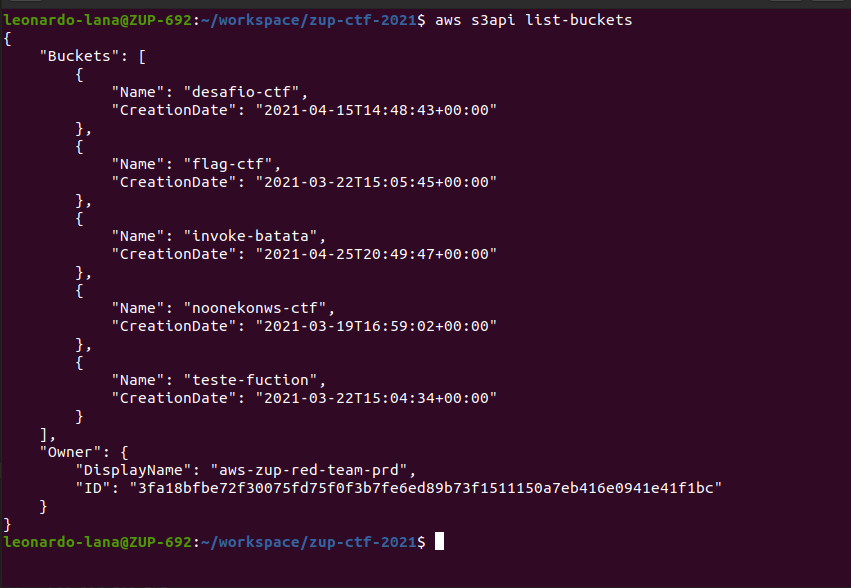 leonardo-lana@ZUP-692:~/workspace/zup-ctf-2021$ aws s3api list-buckets
{
    "Buckets": [
        {
            "Name": "desafio-ctf",
            "CreationDate": "2021-04-15T14:48:43+00:00"
        },
        {
            "Name": "flag-ctf",
            "CreationDate": "2021-03-22T15:05:45+00:00"
        },
        {
            "Name": "invoke-batata",
            "CreationDate": "2021-04-25T20:49:47+00:00"
        },
        {
            "Name": "noonekonws-ctf",
            "CreationDate": "2021-03-19T16:59:02+00:00"
        },
        {
            "Name": "teste-fuction",
            "CreationDate": "2021-03-22T15:04:34+00:00"
        }
    ],
    "Owner": {
        "DisplayName": "aws-zup-red-team-prd",
        "ID": "3fa18bfbe72f30075fd75f0f3b7fe6ed89b73f1511150a7eb416e0941e41f1bc"
    }
}
leonardo-lana@ZUP-692:~/workspace/zup-ctf-2021$